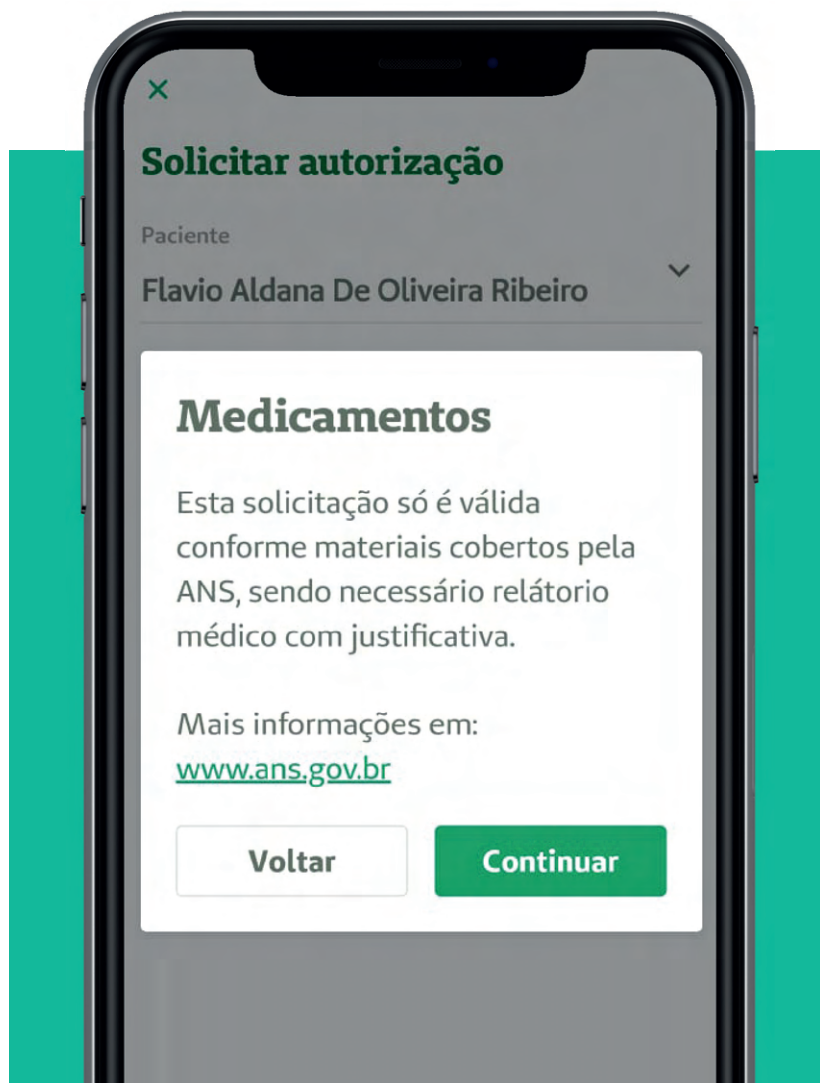 Solicitar autorização
Paciente
Flavio Aldana De Oliveira Ribeiro
Medicamentos
Esta solicitação só é válida
conforme materiais cobertos pela
ANS, sendo necessário relátorio
médico com justificativa.
Mais informações em:
www.ans.gov.br
Voltar
Continuar